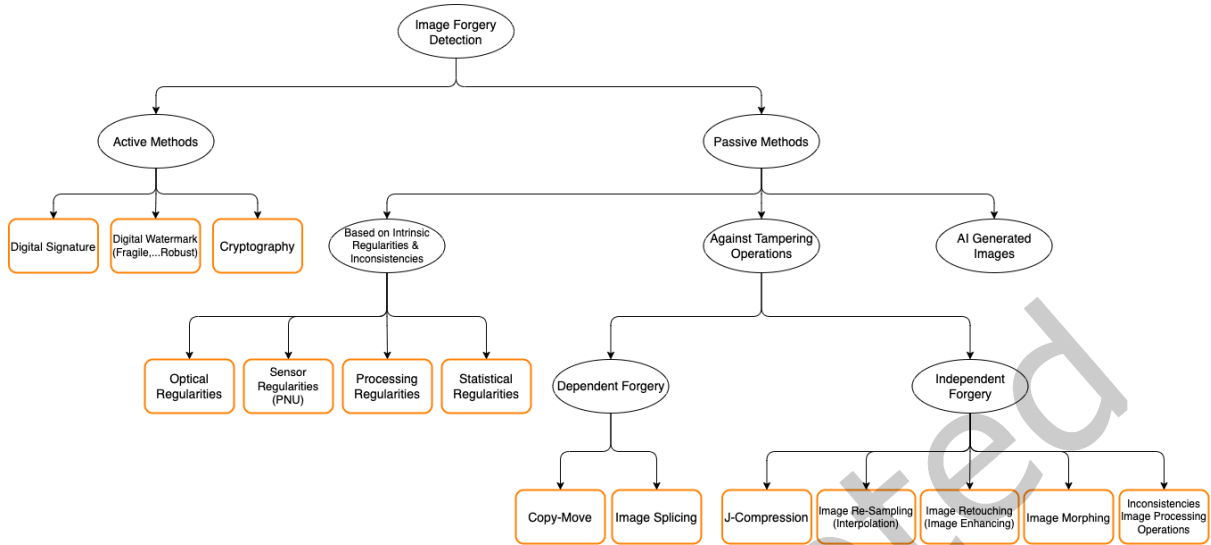 Image Forgery
Detection
Active Methods
Passive Methods
Digital Signature
Digital Watermark
(Fragile,...Robust)
Cryptography
Based on Intrinsic
Regularities &
Inconsistencies
Against Tampering
Operations
AI Generated
Images
Optical
Regularities
Sensor
Regularities
(PNU)
Processing
Regularities
Statistical
Regularities
Dependent Forgery
Independent
Forgery
Copy-Move
Image Splicing
J-Compression
Image Re-Sampling
(Interpolation)
Image Retouching
(Image Enhancing)
Image Morphing
Inconsistencies
Image Processing
Operations